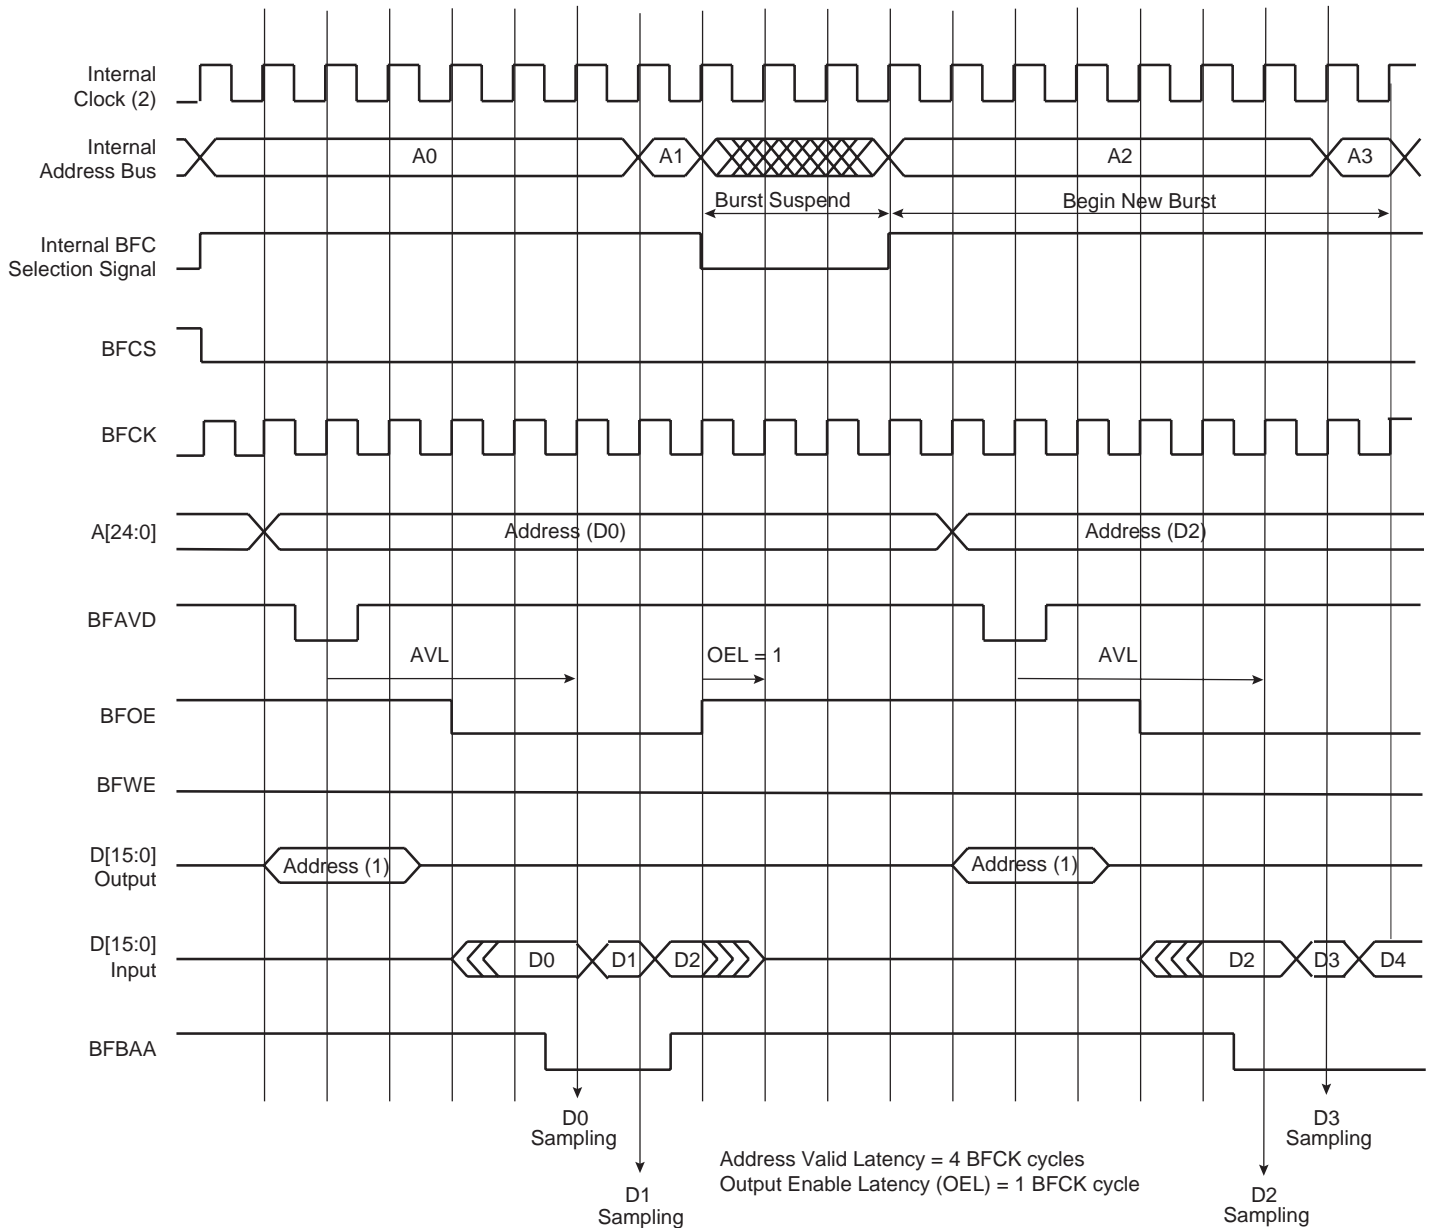 Internal
Clock (2)
Internal
Address Bus
A0
A1
A2
A3
Burst Suspend
Begin New Burst
Internal BFC
Selection Signal
BFCS
BFCK
A[24:0]
Address (D0)
Address (D2)
BFAVD
AVL
OEL = 1
AVL
BFOE
BFWE
D[15:0]
Output
Address (1)
Address (1)
D[15:0]
Input
D0
D1
D2
D2
D3
D4
BFBAA
D0
Sampling
D3
Sampling
Address Valid Latency = 4 BFCK cycles
Output Enable Latency (OEL) = 1 BFCK cycle
D1
Sampling
D2
Sampling